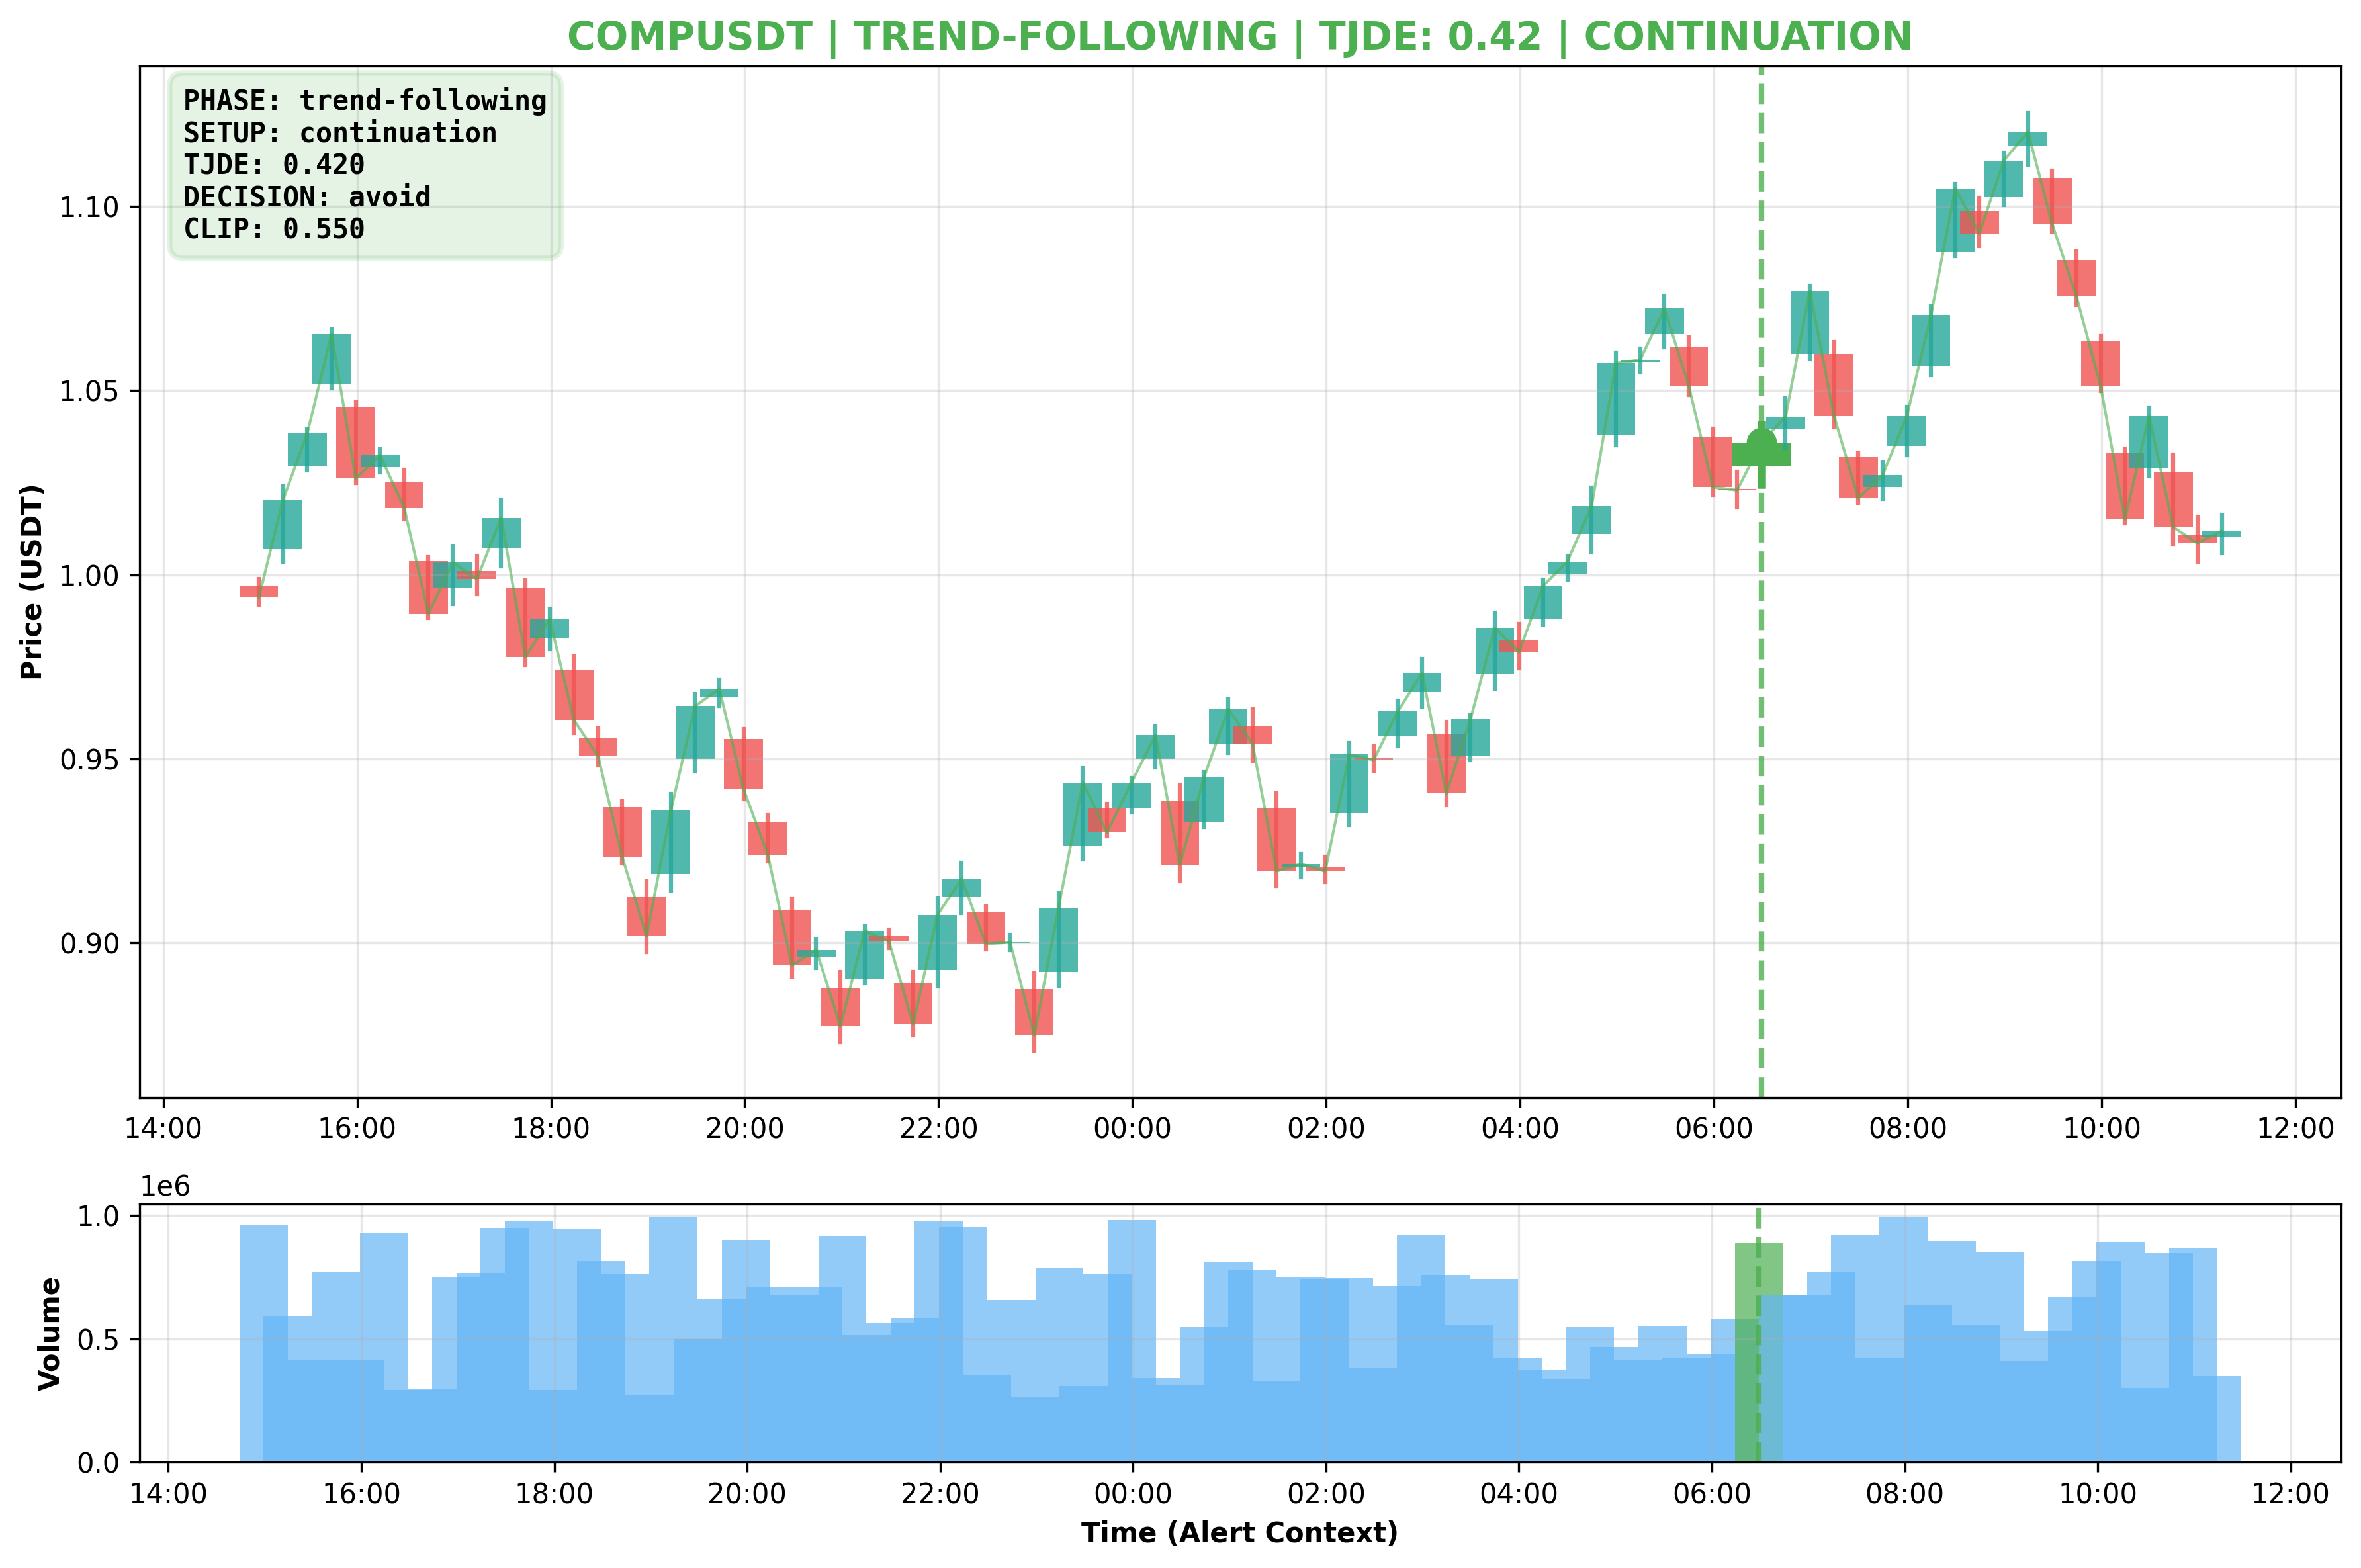 COMPUSDT | TREND-FOLLOWING | TJDE: 0.42 | CONTINUATION
PHASE: trend-following
SETUP: continuation
TJDE: 0.420
DECISION: avoid
CLIP: 0.550
Price (USDT)
1.10
1.05
1.00
0.95
0.90
14:00 16:00 18:00 20:00 22:00 00:00 02:00 04:00 06:00 08:00 10:00 12:00
1e6
Volume
1.0
0.5
0.0
14:00 16:00 18:00 20:00 22:00 00:00 02:00 04:00 06:00 08:00 10:00 12:00
Time (Alert Context)